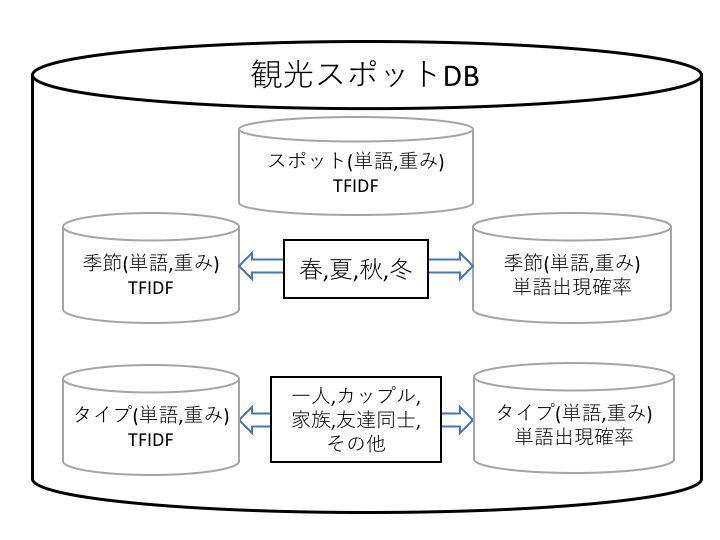 観光スポットDB
スポット(単語,重み)
TFIDF
季節(単語,重み)
TFIDF
春,夏,秋,冬
季節(単語,重み)
単語出現確率
タイプ(単語,重み)
TFIDF
一人,カップル,
家族,友達同士,
その他
タイプ(単語,重み)
単語出現確率